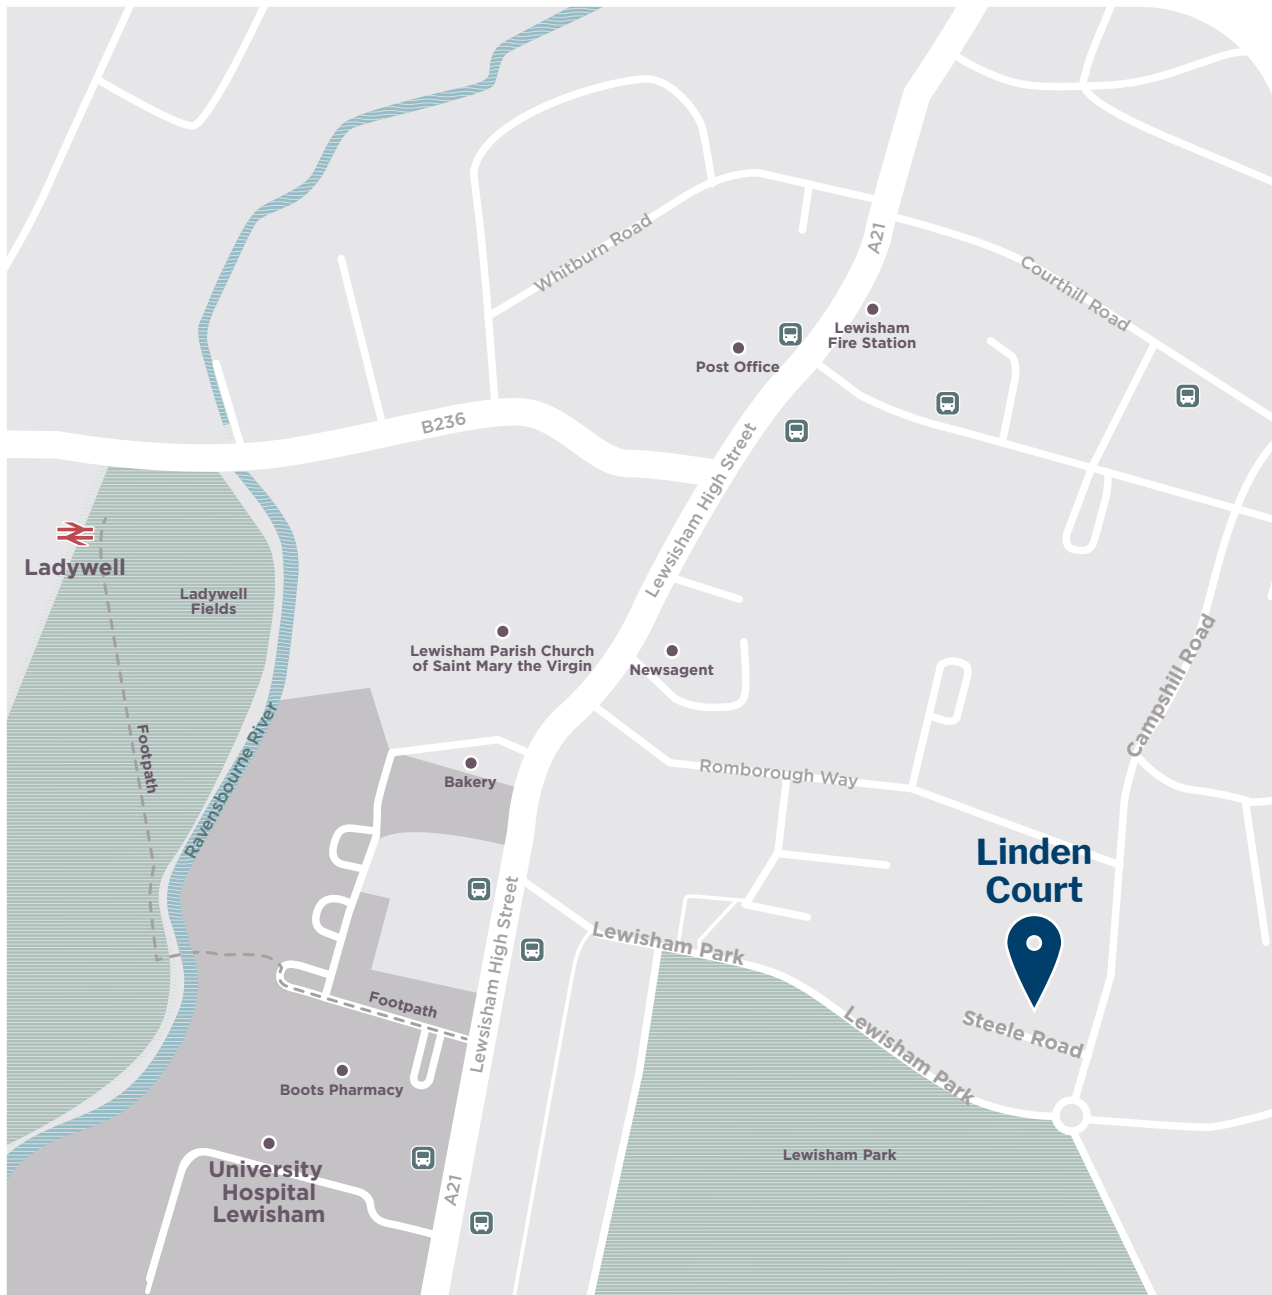 Whitburn Road
A21
Courthill Road
Lewisham
Fire Station
Post Office
B236
Lewsisham High Street
Ladywell
Ladywell
Fields
Lewisham Parish Church
of Saint Mary the Virgin
Newsagent
Campshill Road
Footpath
Ravensbourne River
Bakery
Romborough Way
Linden
Court
Lewsisham High Street
Lewisham Park
Footpath
Lewisham Park
Steele Road
Boots Pharmacy
University
Hospital
Lewisham
A21
Lewisham Park